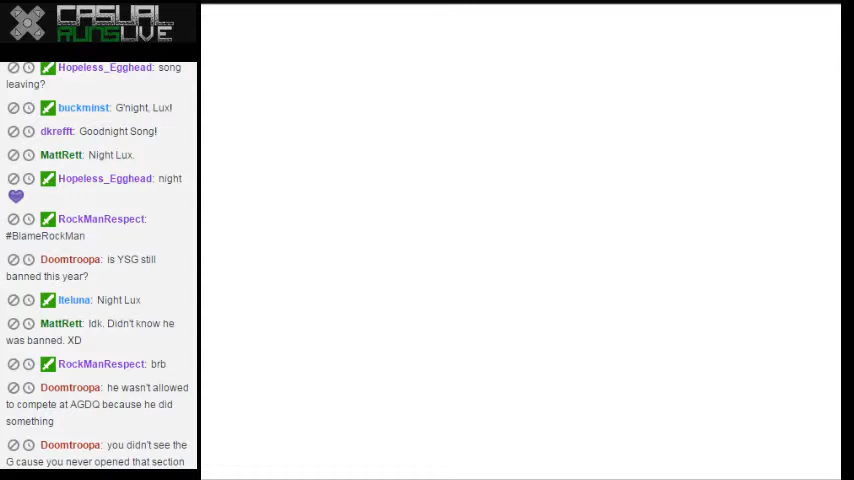 CASUAL
RUNSLIVE
Hopeless_Egghead: song
leaving?
buckminst: G'night, Lux!
dkrefft: Goodnight Song!
MattRett: Night Lux.
Hopeless_Egghead: night
RockManRespect:
#BlameRockMan
Doomtroopa: is YSG still
banned this year?
Iteluna: Night Lux
MattRett: Idk. Didn't know he
was banned. XD
RockManRespect: brb
Doomtroopa: he wasn't allowed
to compete at AGDQ because he did
something
Doomtroopa: you didn't see the
G cause you never opened that section